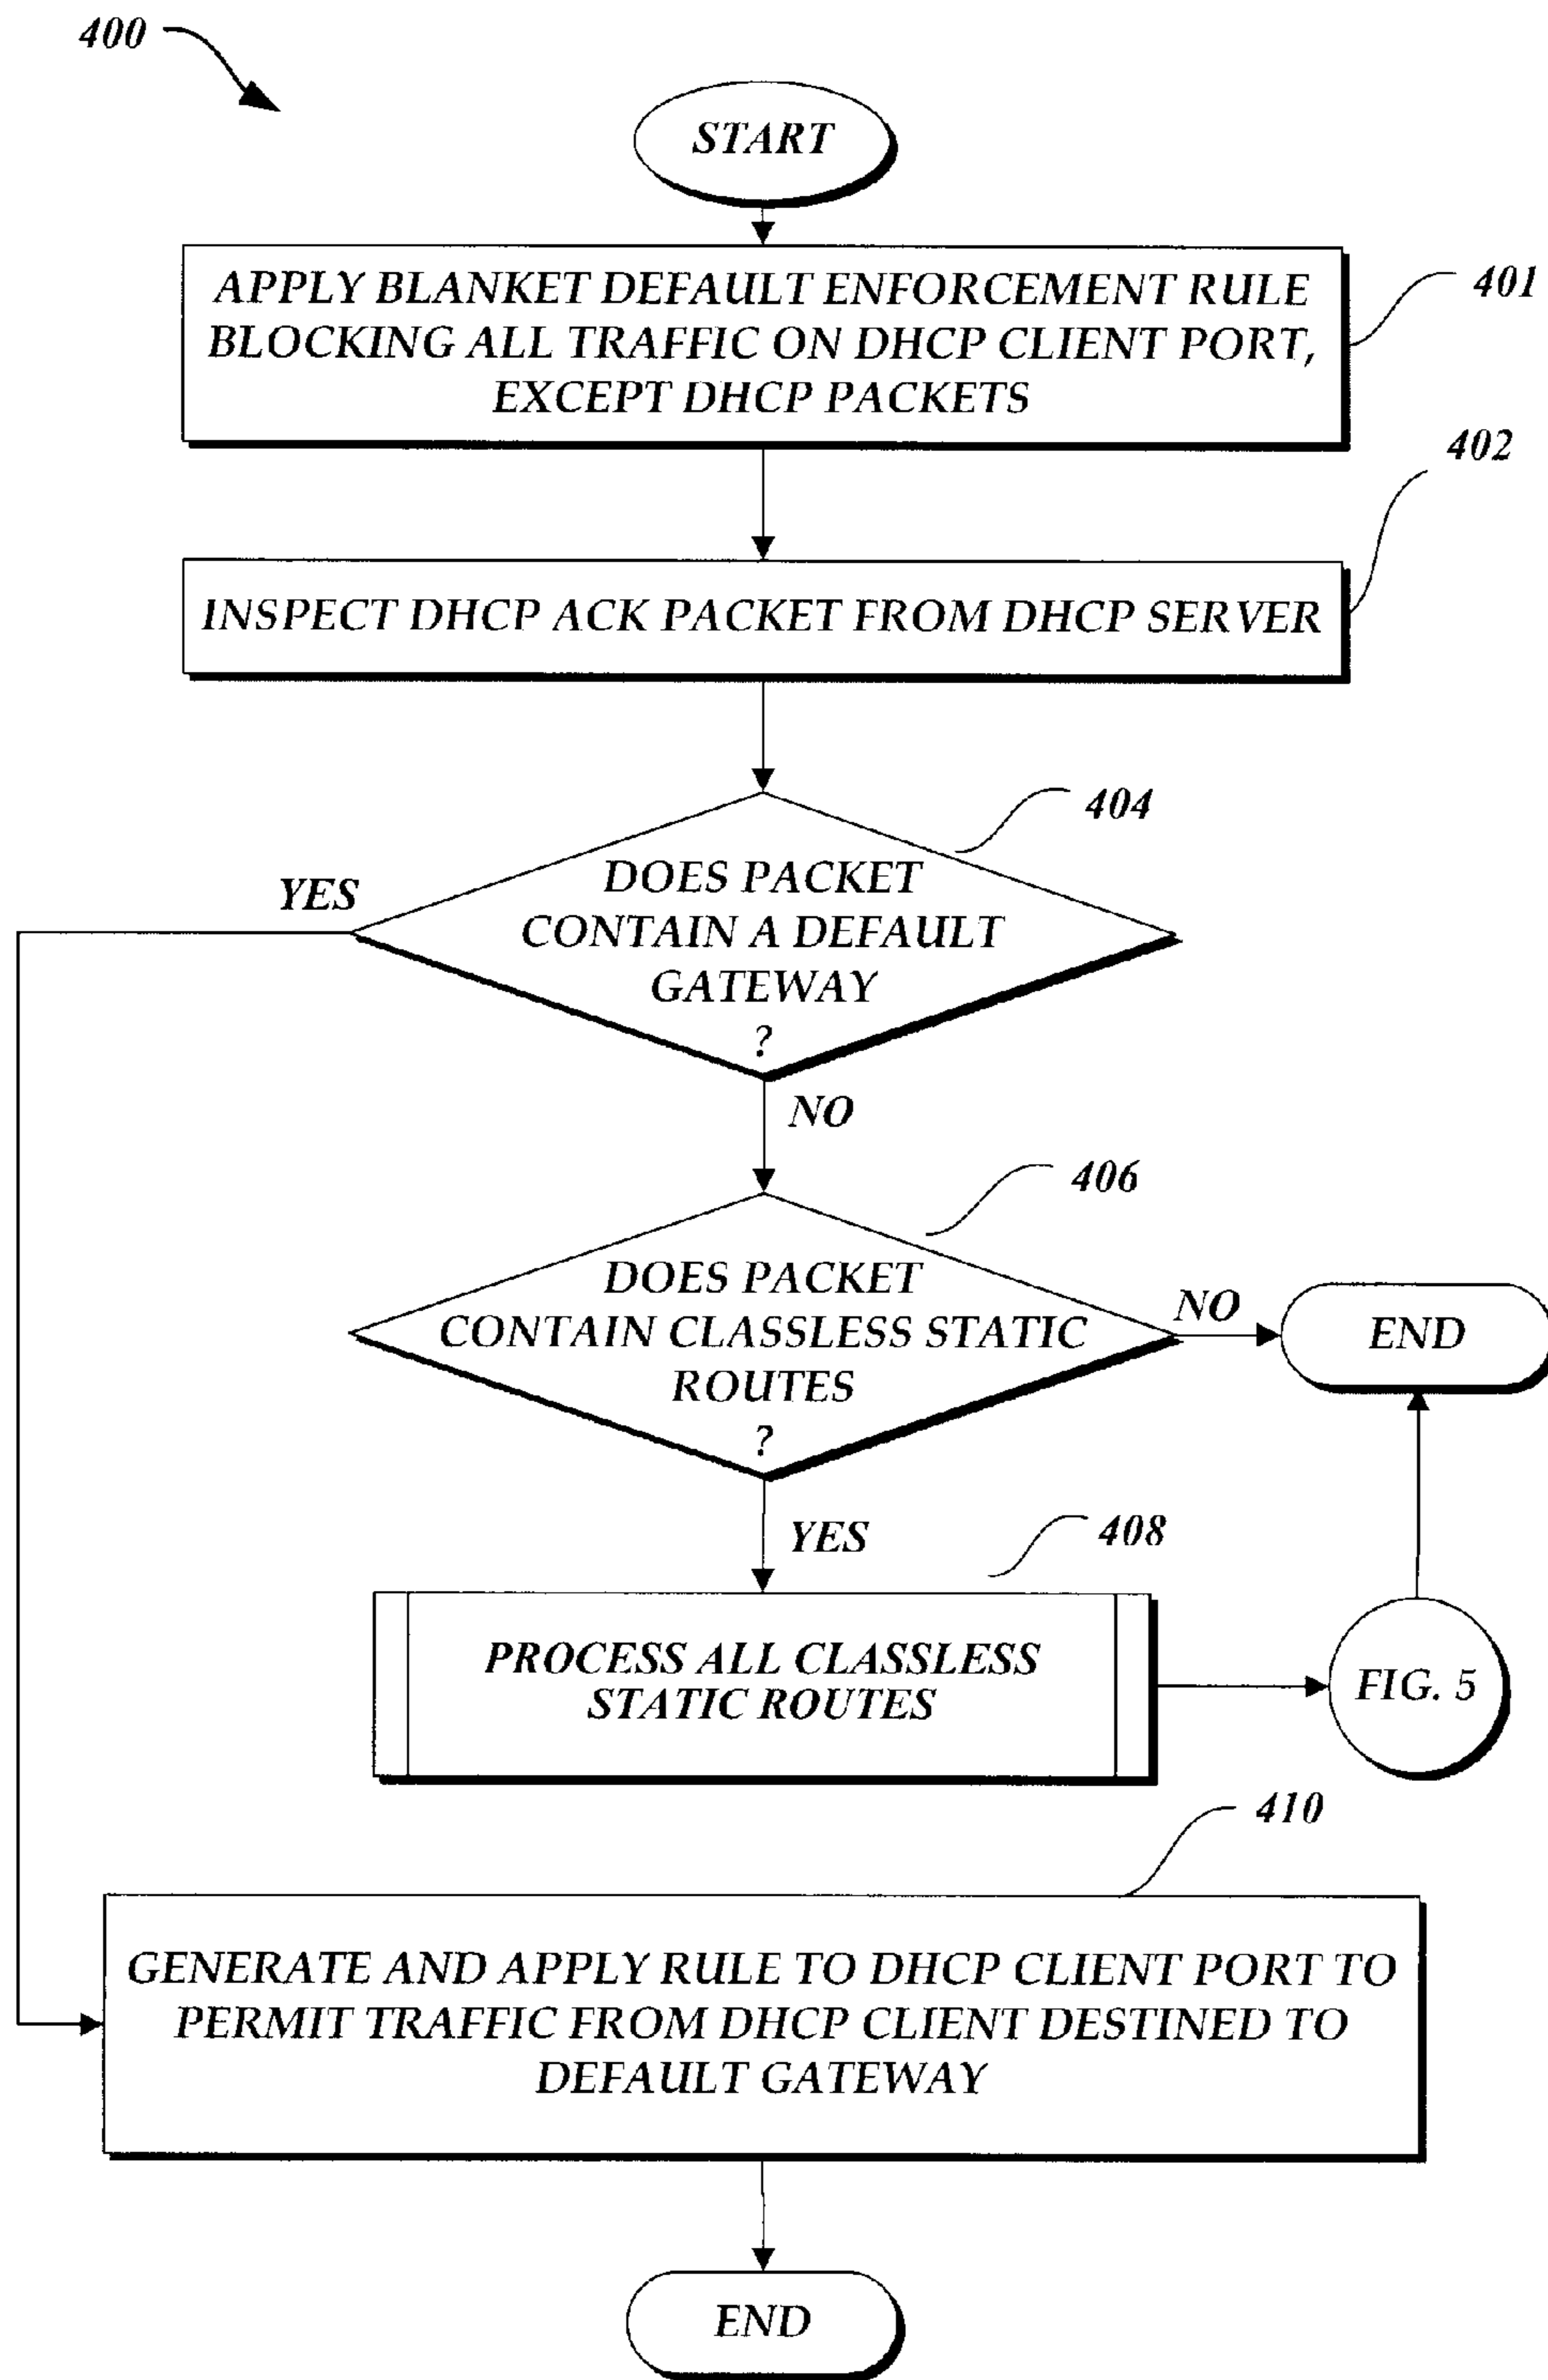 400
START
APPLY BLANKET DEFAULT ENFORCEMENT RULE
BLOCKING ALL TRAFFIC ON DHCP CLIENT PORT,
EXCEPT DHCP PACKETS
401
402
INSPECT DHCP ACK PACKET FROM DHCP SERVER
404
YES
DOES PACKET
CONTAIN A DEFAULT
GATEWAY
?
NO
406
DOES PACKET
CONTAIN CLASSLESS STATIC
ROUTES
?
NO
END
YES
408
PROCESS ALL CLASSLESS
STATIC ROUTES
FIG. 5
410
GENERATE AND APPLY RULE TO DHCP CLIENT PORT TO
PERMIT TRAFFIC FROM DHCP CLIENT DESTINED TO
DEFAULT GATEWAY
END